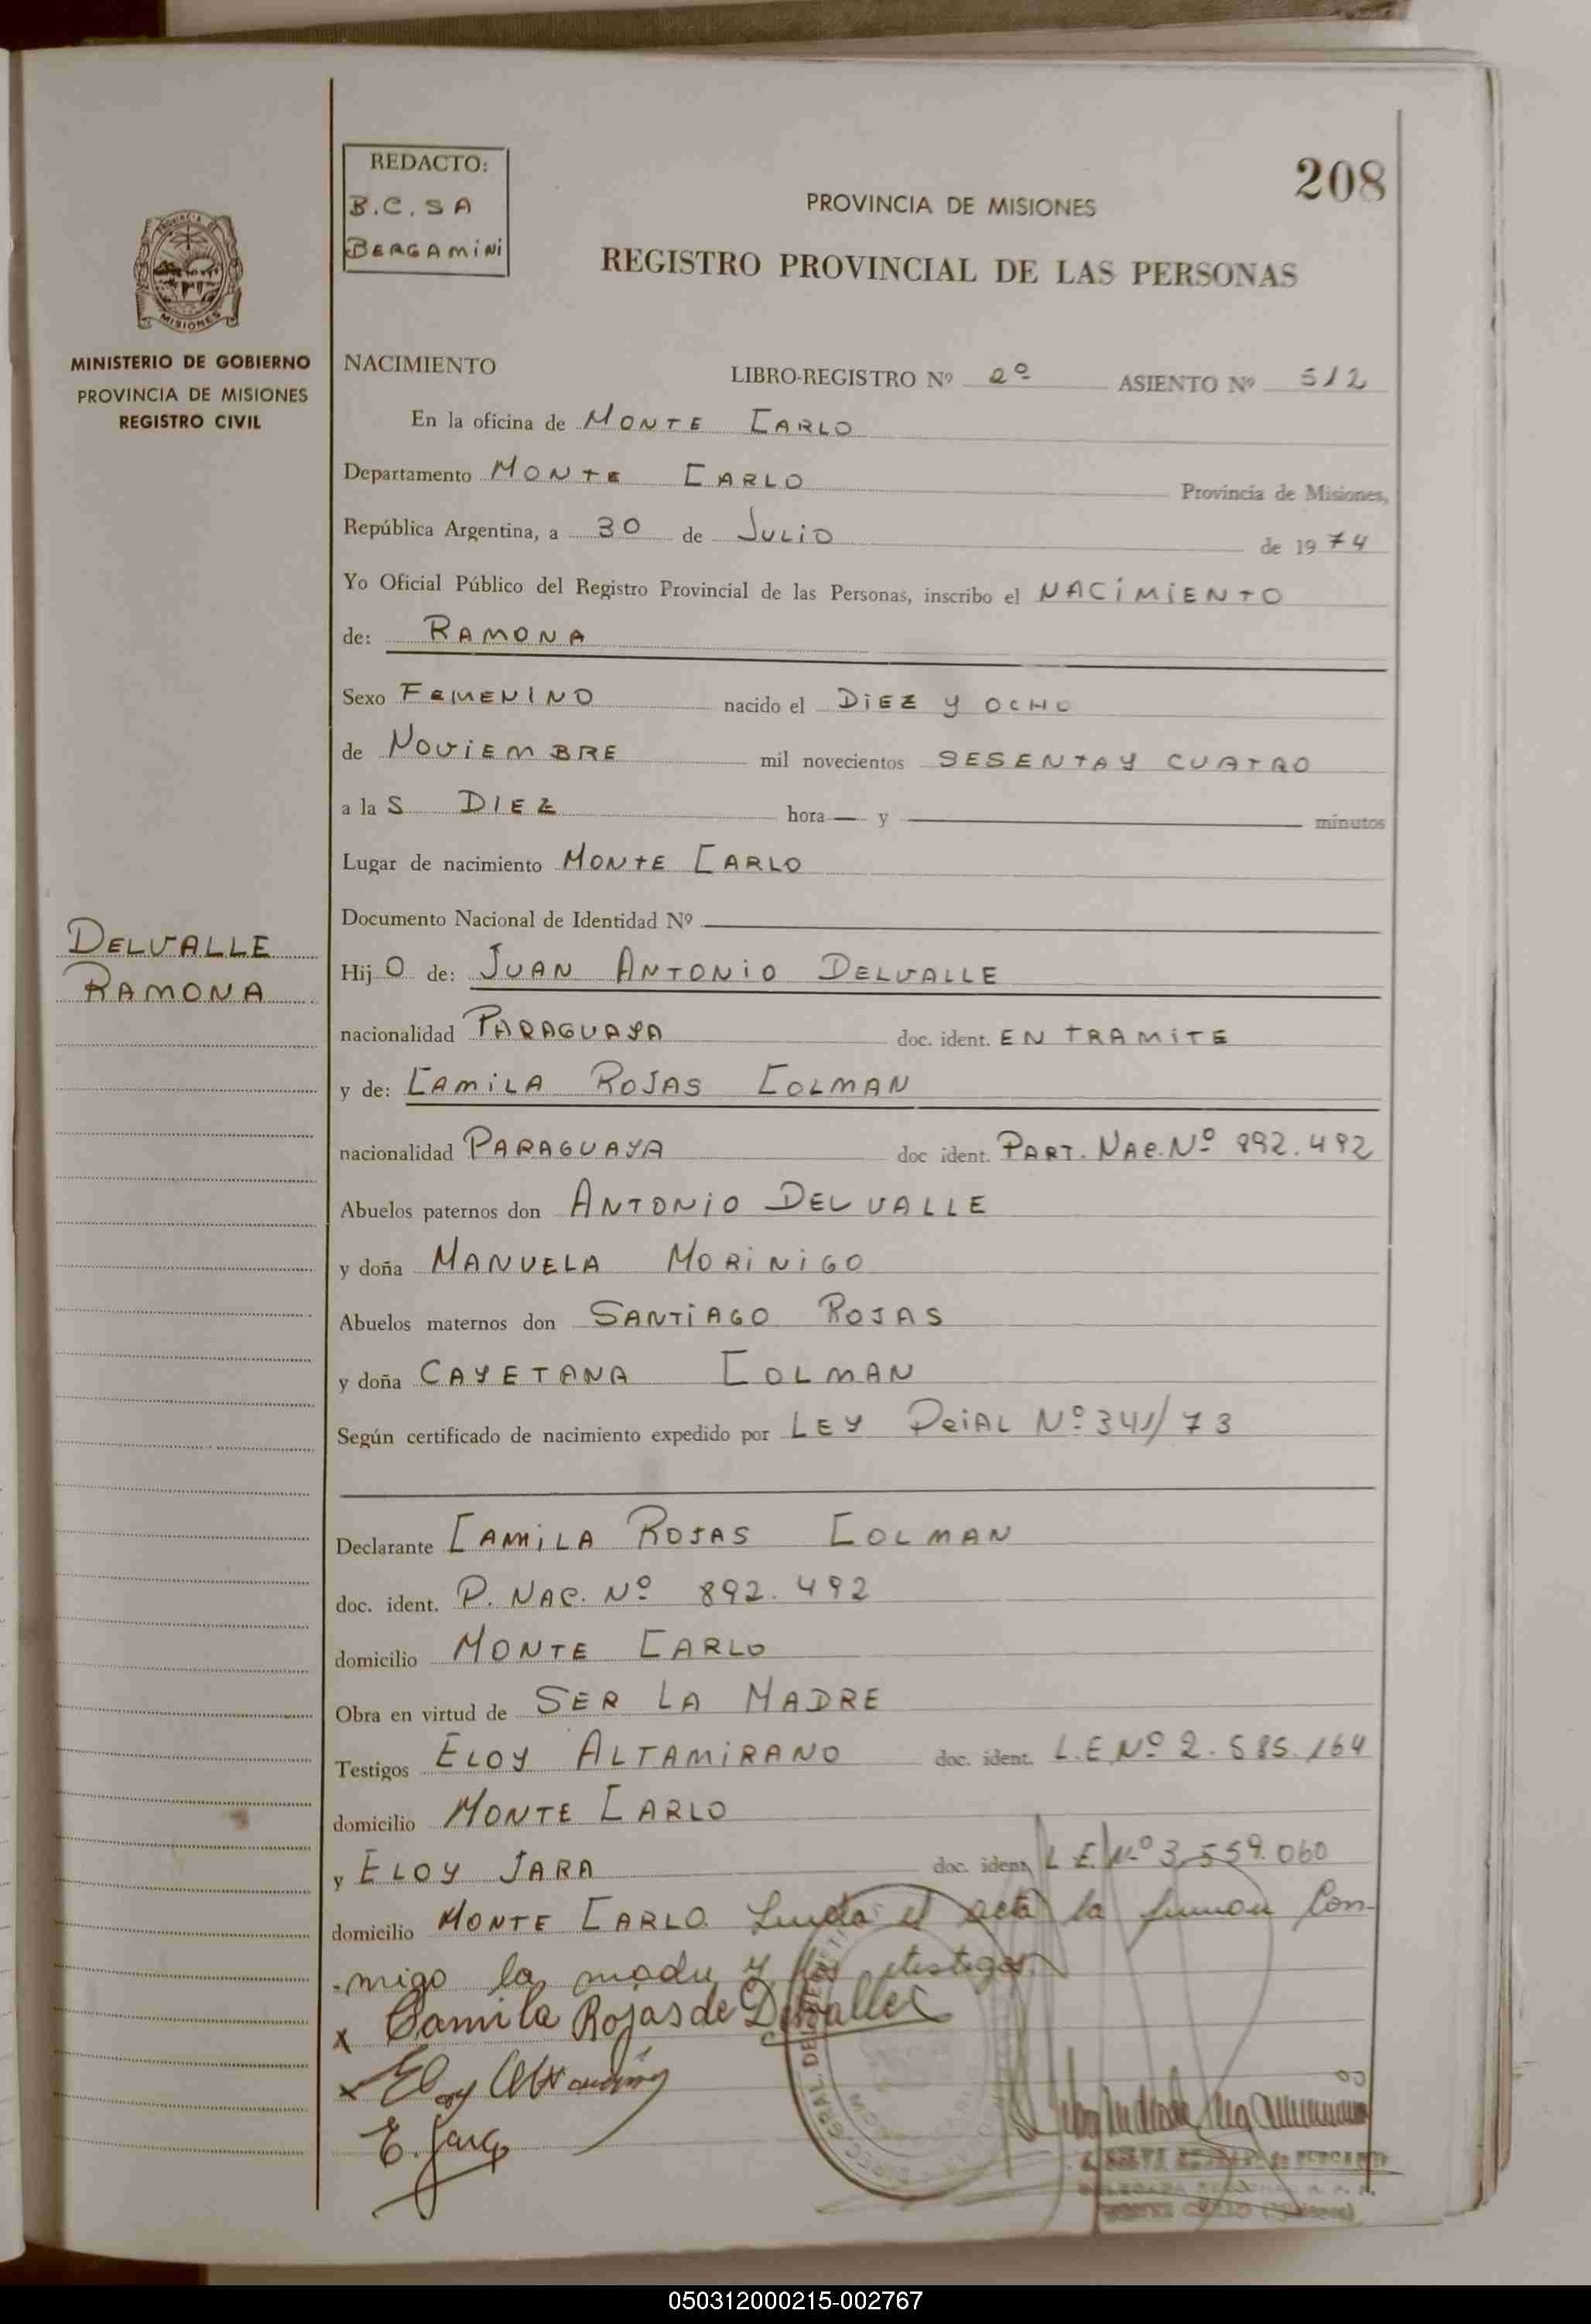 208
REDACTO:
B.C.SA
BERGAMINI
PROVINCIA DE MISIONES
REGISTRO PROVINCIAL DE LAS PERSONAS
MISIONES
MINISTERIO DE GOBIERNO
PROVINCIA DE MISIONES
REGISTRO CIVIL
NACIMIENTO LIBRO-REGISTRO Nº 2º ASIENTO Nº 512
En la oficina de MONTE CARLO
Departamento MONTE CARLO Provincia de Misiones,
República Argentina, a 30 de JULIO de 1974
Yo Oficial Público del Registro Provincial de las Personas, inscribo el NACIMIENTO
de: RAMONA
Sexo FEMENINO nacido el DIEZ y OCHO
de NOVIEMBRE mil novecientos SESENTAY CUATRO
a la S DIEZ hora — y — minutos
Lugar de nacimiento MONTE CARLO
Documento Nacional de Identidad Nº
DELVALLE
RAMONA
Hij O de: JUAN ANTONIO DELVALLE
nacionalidad PARAGUAYA doc. ident. EN TRAMITE
y de: CAMILA ROJAS COLMAN
nacionalidad PARAGUAYA doc ident. PART. NAC. Nº 892.492
Abuelos paternos don ANTONIO DELVALLE
y doña MANUELA MORINIGO
Abuelos maternos don SANTIAGO ROJAS
y doña CAYETANA COLMAN
Según certificado de nacimiento expedido por LEY PCIAL Nº 341/73
Declarante CAMILA ROJAS COLMAN
doc. ident. P. NAC. Nº 892.492
domicilio MONTE CARLO
Obra en virtud de SER LA MADRE
Testigos ELOY ALTAMIRANO doc. ident. L.E.Nº 2.585.164
domicilio MONTE CARLO
y ELOY JARA doc. ident. L.E. Nº 3.559.060
domicilio MONTE CARLO. el acta la firman con-
migo la madre y los testigos.
x Camila Rojas de Delvalle
x Eloy Altamirano
E. Jara
050312000215-002767